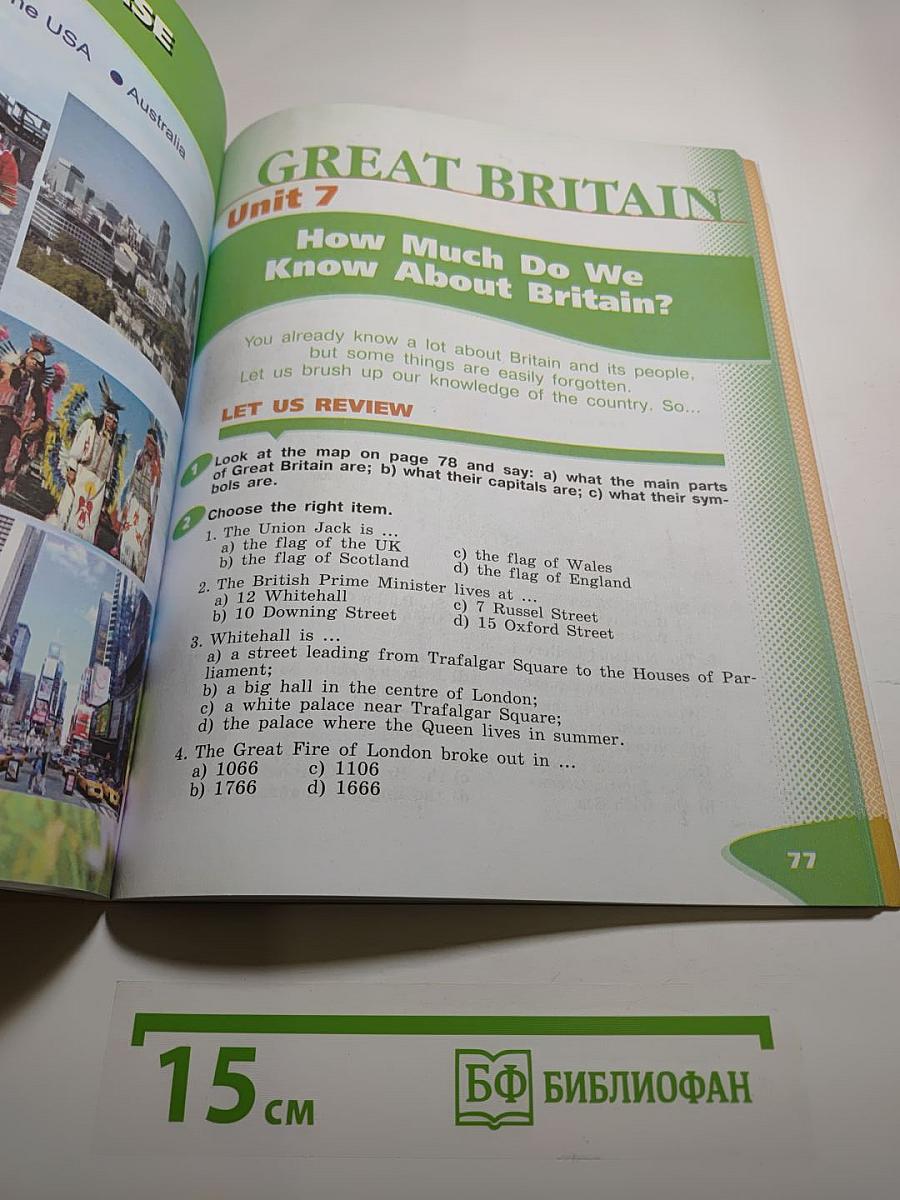 he USA
● Australia
GREAT BRITAIN
Unit 7
How Much Do We
Know About Britain?
You already know a lot about Britain and its people,
but some things are easily forgotten.
Let us brush up our knowledge of the country. So...
LET US REVIEW
1 Look at the map on page 78 and say: a) what the main parts
of Great Britain are; b) what their capitals are; c) what their sym-
bols are.
2 Choose the right item.
1. The Union Jack is ...
a) the flag of the UK
b) the flag of Scotland
c) the flag of Wales
d) the flag of England
2. The British Prime Minister lives at ...
a) 12 Whitehall
b) 10 Downing Street
c) 7 Russel Street
d) 15 Oxford Street
3. Whitehall is ...
a) a street leading from Trafalgar Square to the Houses of Par-
liament;
b) a big hall in the centre of London;
c) a white palace near Trafalgar Square;
d) the palace where the Queen lives in summer.
4. The Great Fire of London broke out in ...
a) 1066 c) 1106
b) 1766 d) 1666
77
15 см
БФ БИБЛИОФАН